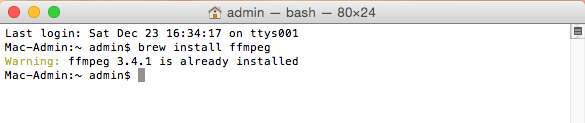 admin — bash — 80×24
Last login: Sat Dec 23 16:34:17 on ttys001
Mac-Admin:~ admin$ brew install ffmpeg
Warning: ffmpeg 3.4.1 is already installed
Mac-Admin:~ admin$